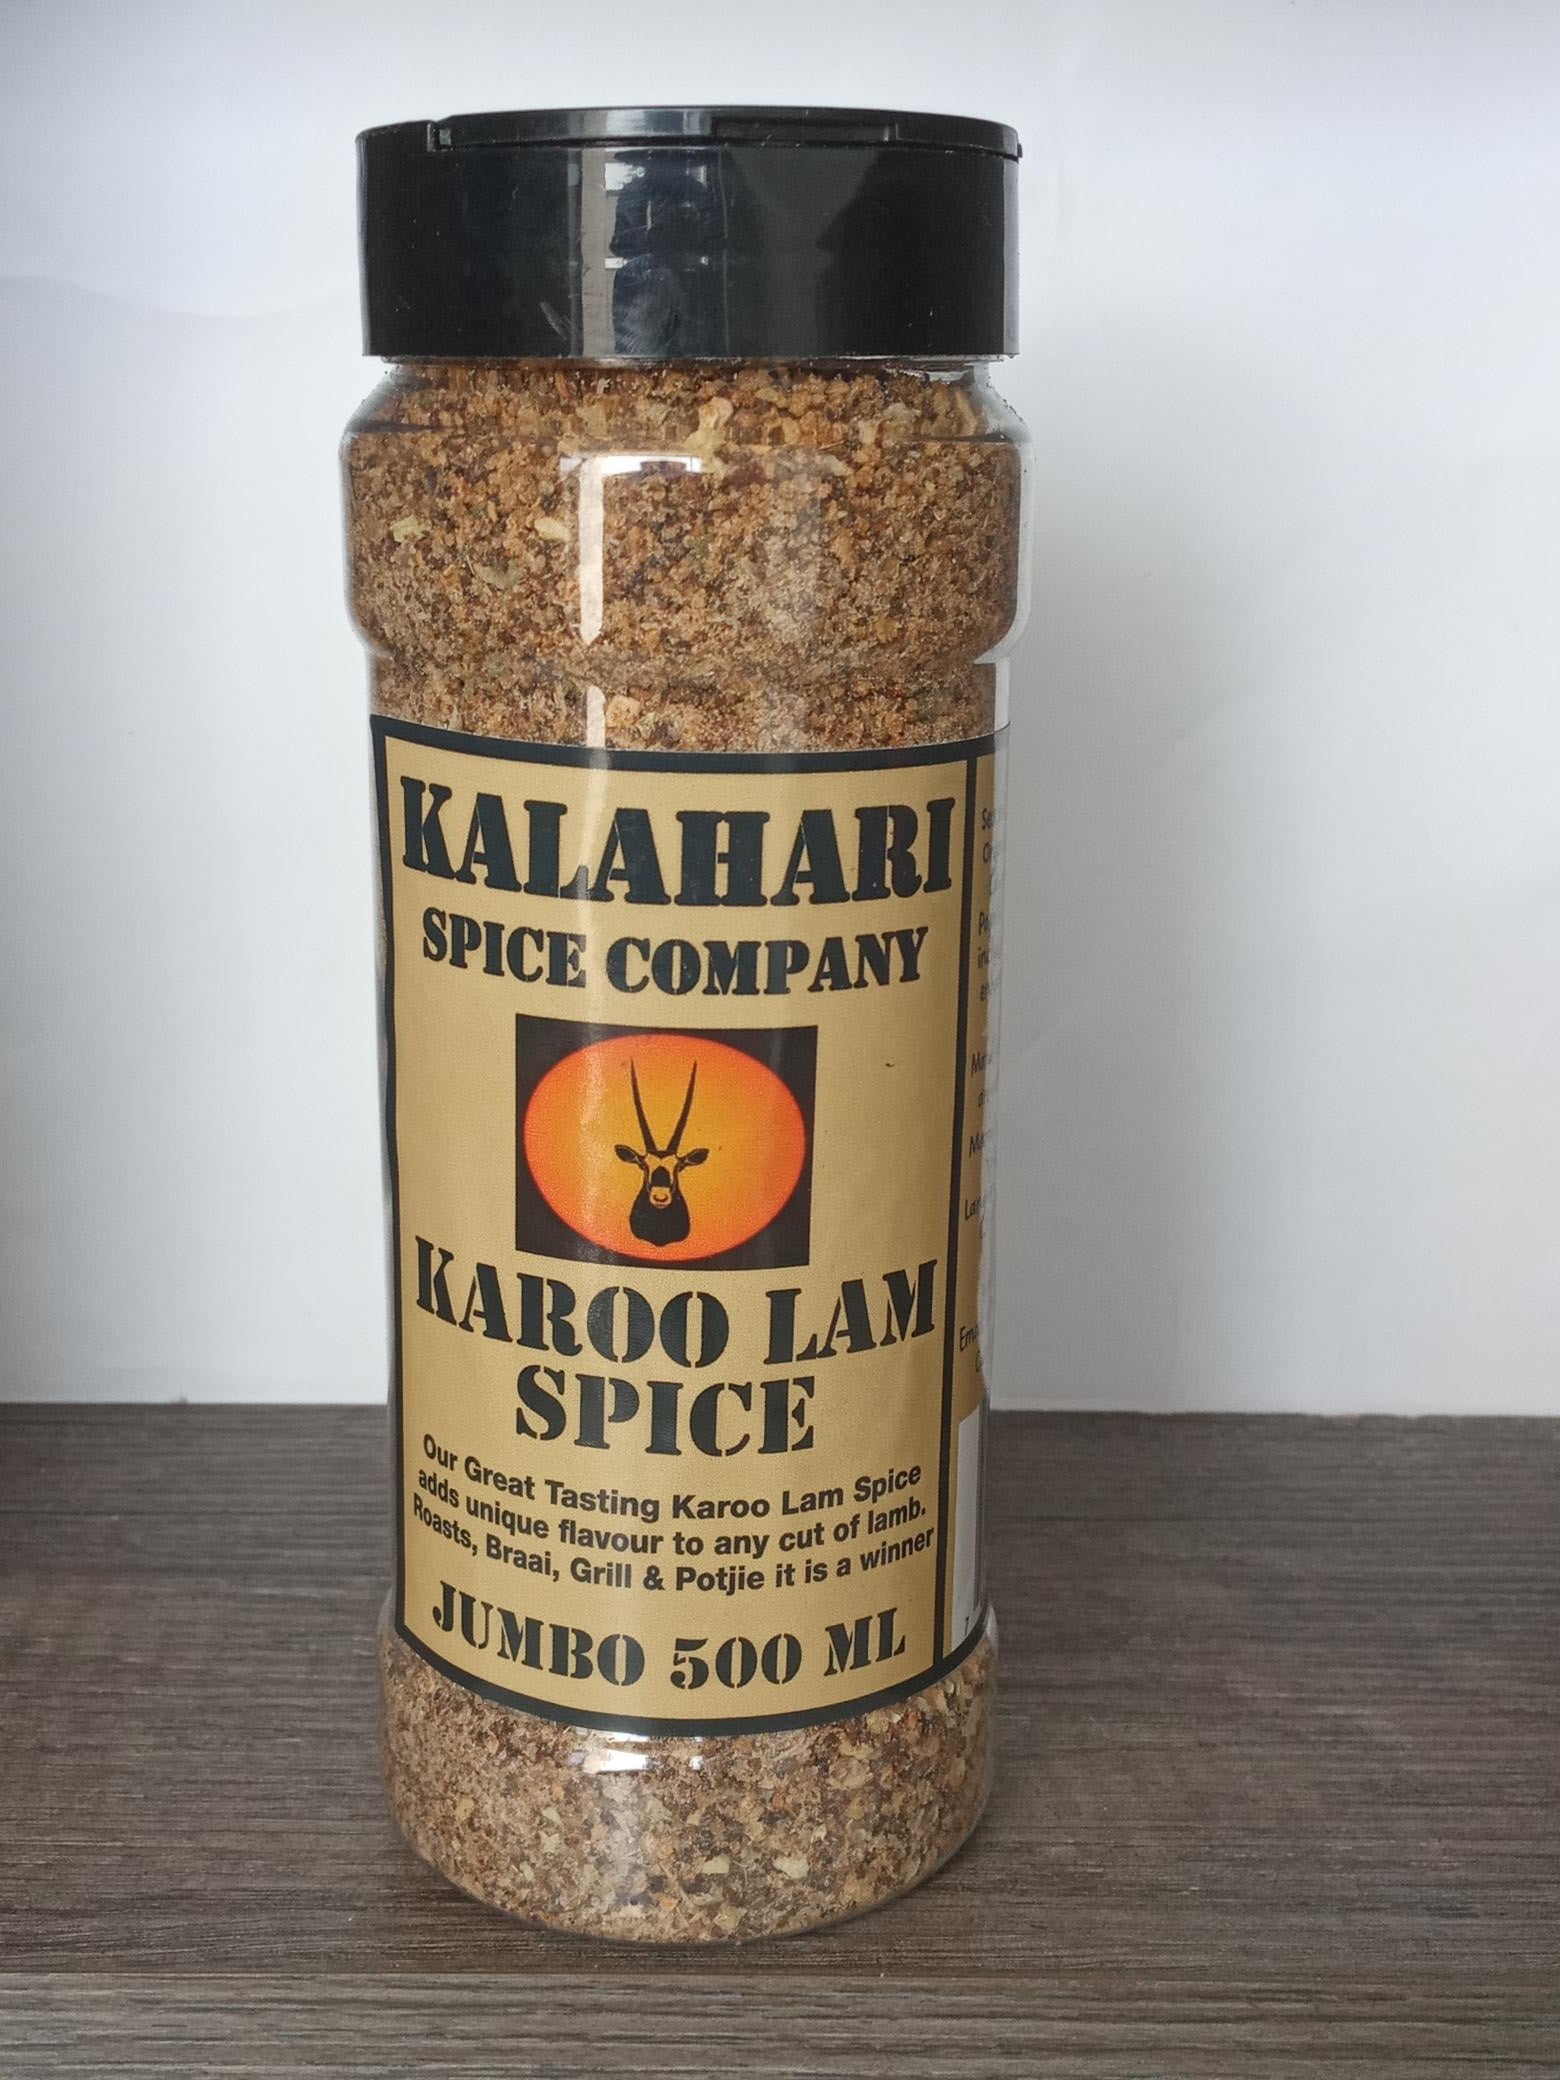 KALAHARI
SPICE COMPANY
KAROO LAM
SPICE
Our Great Tasting Karoo Lam Spice
adds unique flavour to any cut of lamb.
Roasts, Braai, Grill & Potjie it is a winner
JUMBO 500 ML